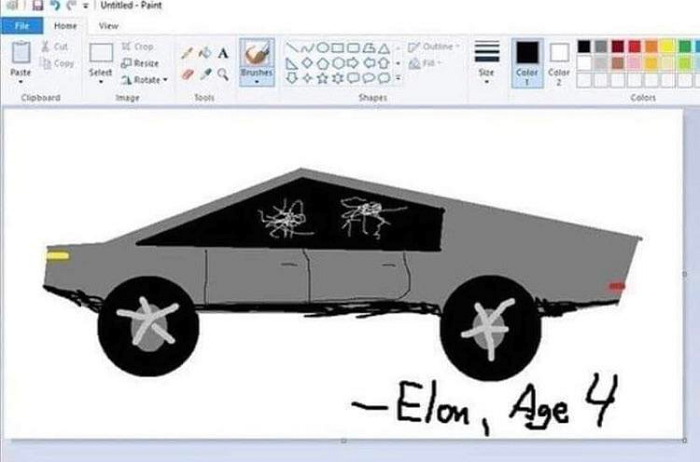 Untitled - Paint
File Home View
Cut Crop Outline
Copy Resize Fill
Paste Select Rotate A Brushes Size Color 1 Color 2
Clipboard Image Tools Shapes Colors
— Elon, Age 4